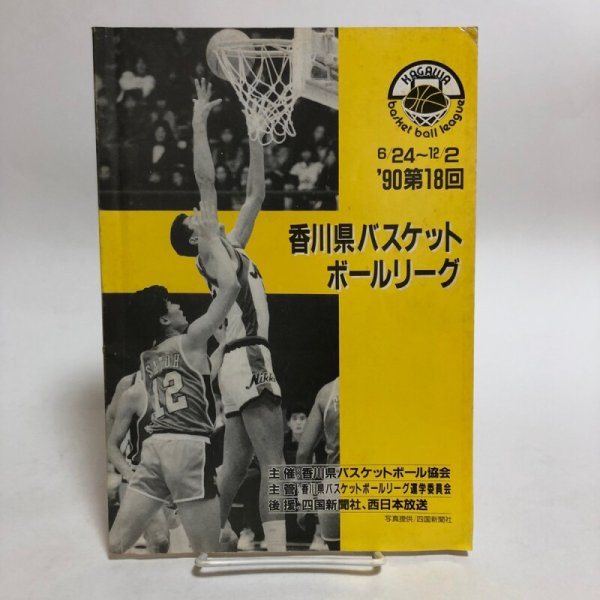 KAGAWA
basket ball league
6/24〜12/2
'90第18回
香川県バスケット
ボールリーグ
SATOH
12
Nikko
主催 香川県バスケットボール協会
主管 香川県バスケットボールリーグ運学委員会
後援 四国新聞社、西日本放送
写真提供/四国新聞社